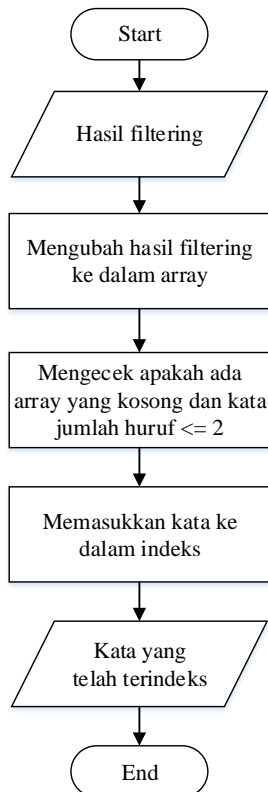 Start
Hasil filtering
Mengubah hasil filtering
ke dalam array
Mengecek apakah ada
array yang kosong dan kata
jumlah huruf <= 2
Memasukkan kata ke
dalam indeks
Kata yang
telah terindeks
End